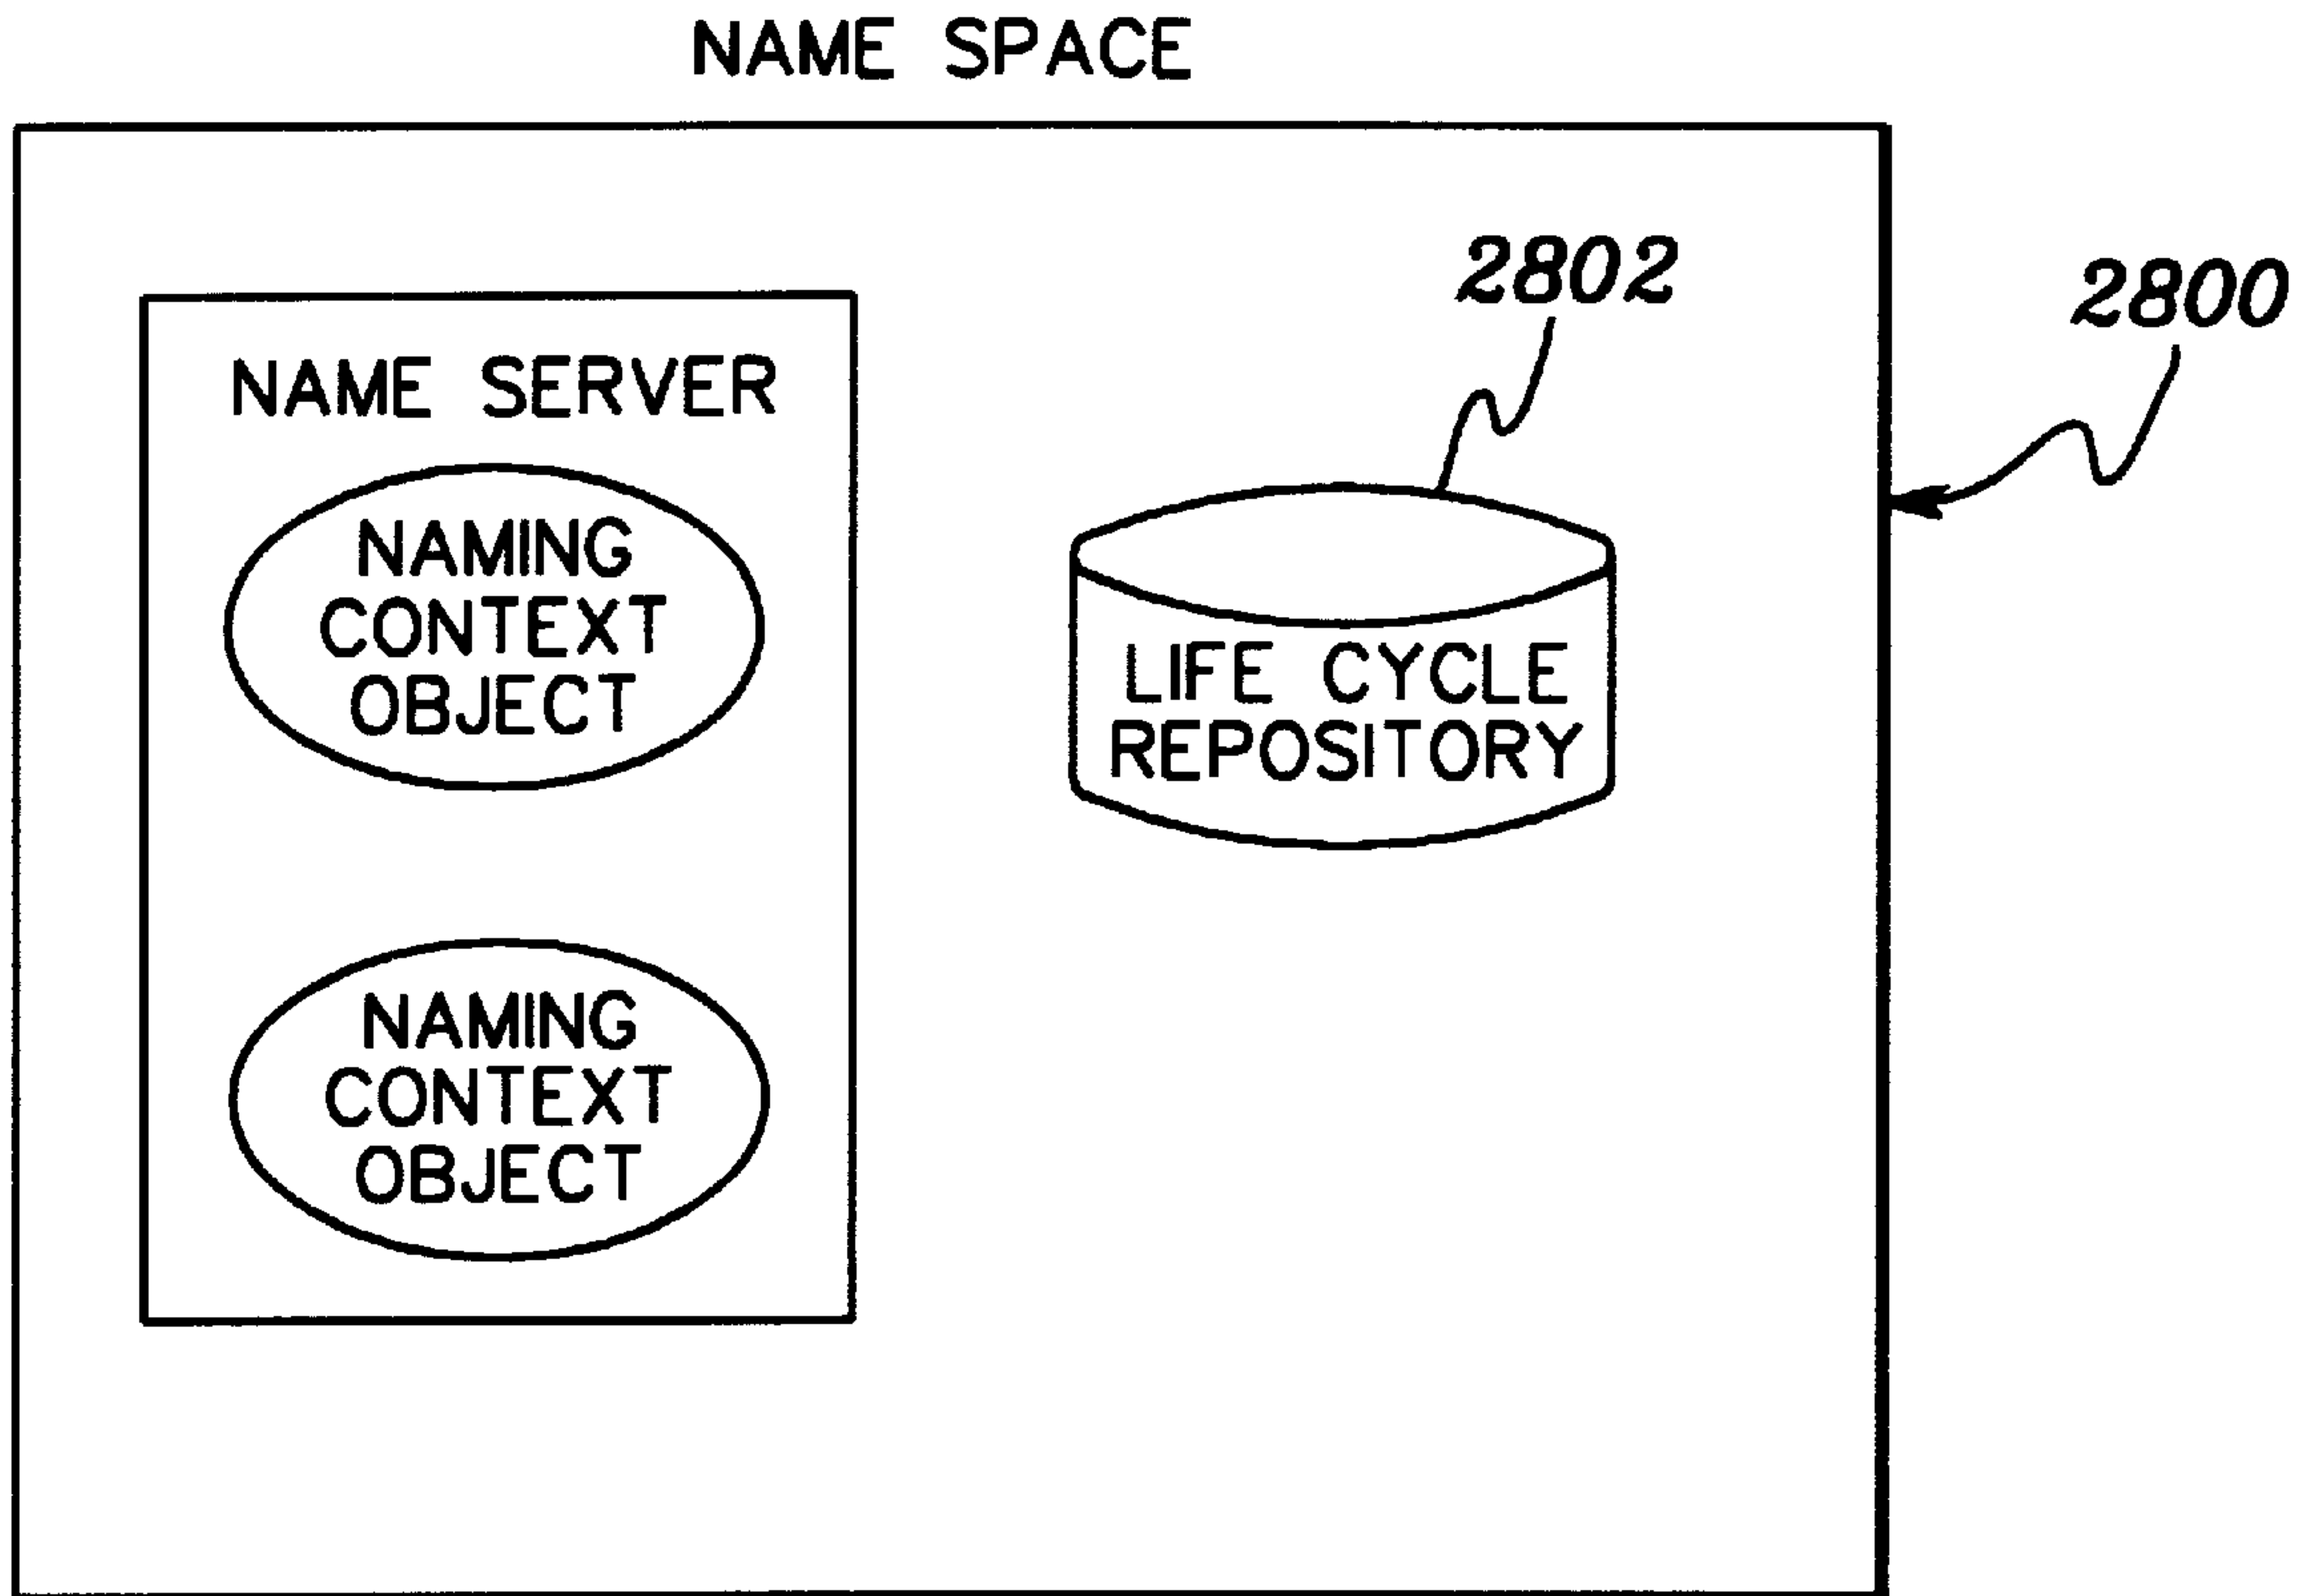 NAME SPACE
2802
2800
NAME SERVER
NAMING
CONTEXT
OBJECT
LIFE CYCLE
REPOSITORY
NAMING
CONTEXT
OBJECT